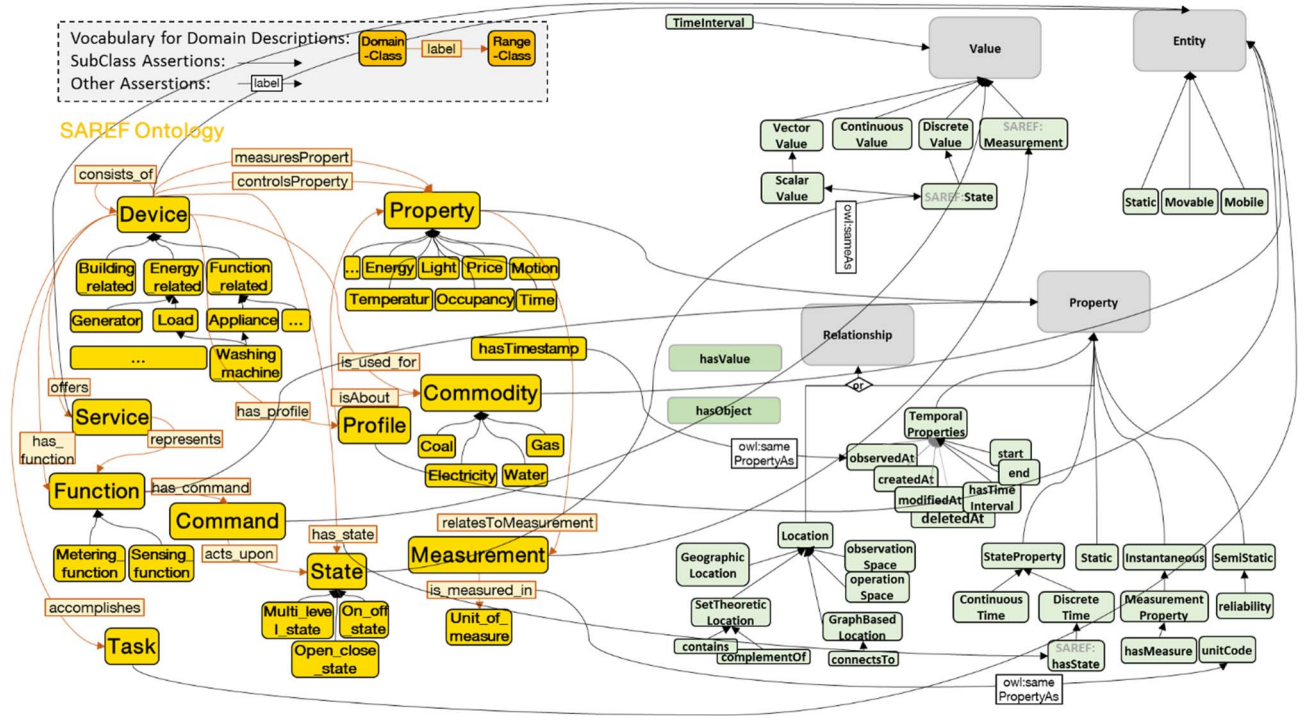 Vocabulary for Domain Descriptions:
SubClass Assertions:
Other Asserstions:
Domain
-Class
label
Range
-Class
label
SAREF Ontology
TimeInterval
Value
Entity
Vector
Value
Continuous
Value
Discrete
Value
SAREF:
Measurement
Scalar
Value
SAREF:State
owl:sameAs
Static
Movable
Mobile
measuresPropert
consists_of
controlsProperty
Device
Property
Building
_related
Energy
_related
Function
_related
Generator
Load
Appliance
...
...
Washing
_machine
...
Energy
Light
Price
Motion
Temperatur
Occupancy
Time
hasTimestamp
is_used_for
isAbout
Commodity
offers
Service
represents
has_profile
Profile
Coal
Gas
Electricity
Water
has_
function
Function
has_command
Command
acts_upon
has_state
relatesToMeasurement
Measurement
Metering_
function
Sensing_
function
State
is_measured_in
accomplishes
Multi_leve
l_state
On_off
_state
Open_close
_state
Unit_of_
measure
Task
Property
Relationship
or
hasValue
hasObject
owl:same
PropertyAs
Temporal
Properties
observedAt
createdAt
modifiedAt
deletedAt
hasTime
Interval
start
end
Location
Geographic
Location
observation
Space
operation
Space
SetTheoretic
Location
contains
complementOf
GraphBased
Location
connectsTo
StateProperty
Static
Instantaneous
SemiStatic
Continuous
Time
Discrete
Time
Measurement
Property
reliability
SAREF:
hasState
hasMeasure
unitCode
owl:same
PropertyAs